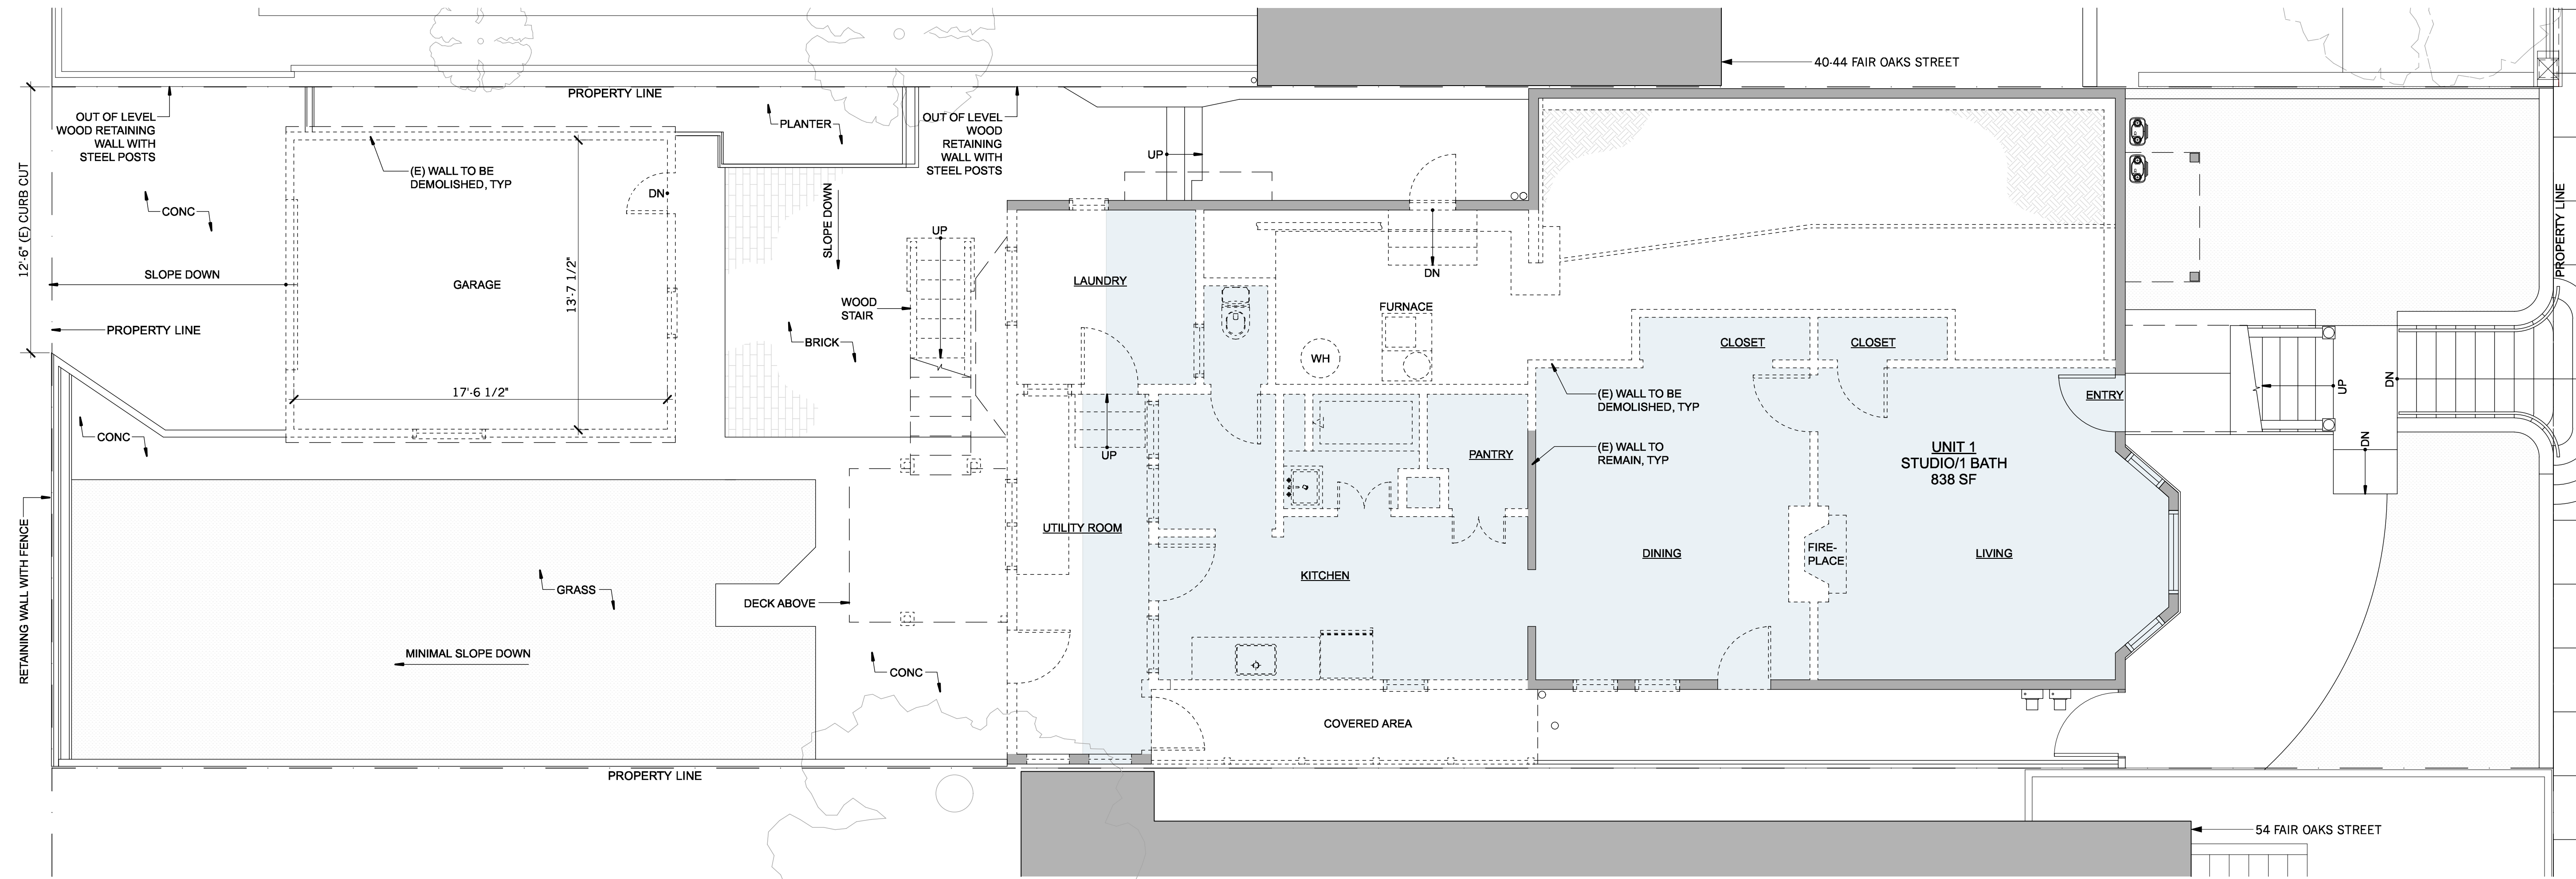 40-44 FAIR OAKS STREET
PROPERTY LINE
OUT OF LEVEL
WOOD RETAINING
WALL WITH
STEEL POSTS
PLANTER
OUT OF LEVEL
WOOD
RETAINING
WALL WITH
STEEL POSTS
UP
(E) WALL TO BE
DEMOLISHED, TYP
12'-6" (E) CURB CUT
CONC
DN
SLOPE DOWN
UP
PROPERTY LINE
SLOPE DOWN
GARAGE
13'-7 1/2"
LAUNDRY
DN
WOOD
STAIR
FURNACE
PROPERTY LINE
BRICK
WH
CLOSET
CLOSET
17'-6 1/2"
(E) WALL TO BE
DEMOLISHED, TYP
ENTRY
UP
DN
CONC
UP
PANTRY
(E) WALL TO
REMAIN, TYP
UNIT 1
STUDIO/1 BATH
838 SF
DN
RETAINING WALL WITH FENCE
UTILITY ROOM
KITCHEN
DINING
FIRE-
PLACE
LIVING
GRASS
DECK ABOVE
MINIMAL SLOPE DOWN
CONC
COVERED AREA
PROPERTY LINE
54 FAIR OAKS STREET